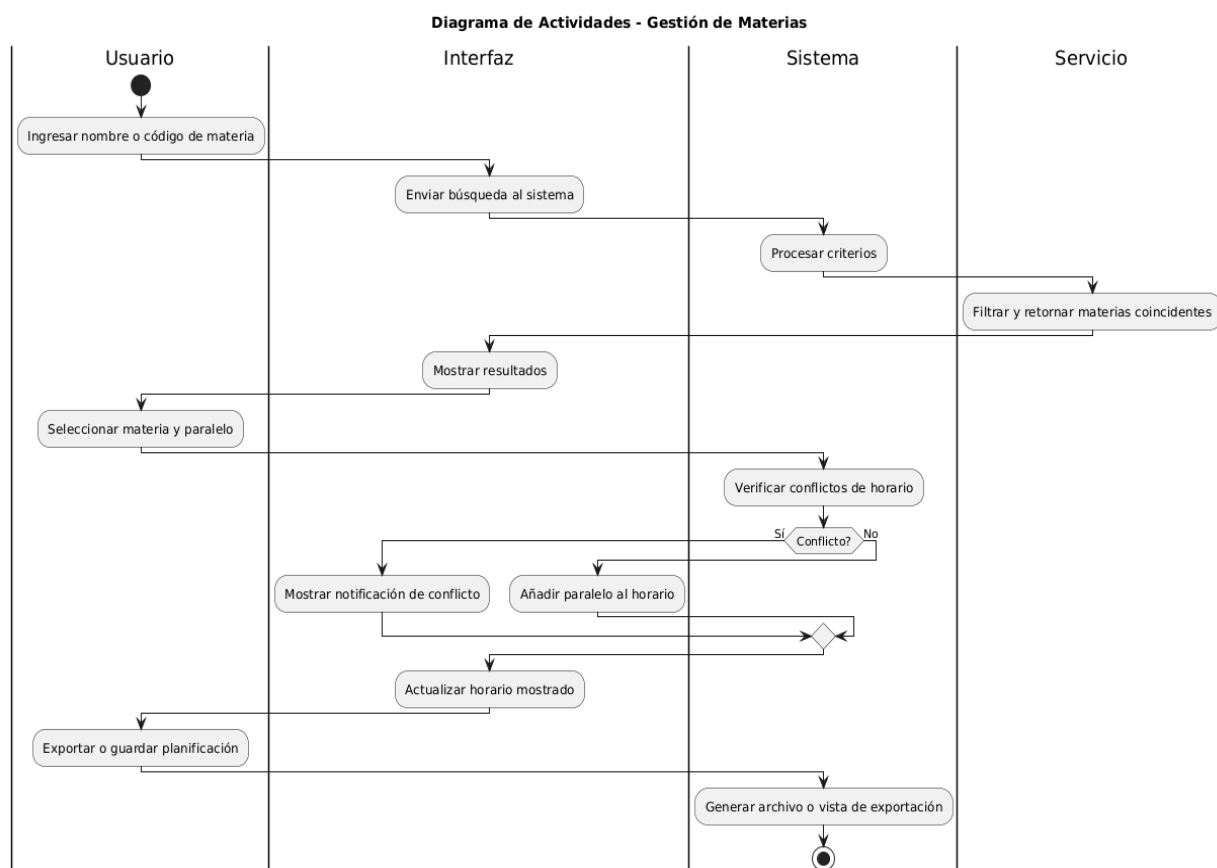 Diagrama de Actividades - Gestión de Materias
Usuario
Interfaz
Sistema
Servicio
Ingresar nombre o código de materia
Enviar búsqueda al sistema
Procesar criterios
Filtrar y retornar materias coincidentes
Mostrar resultados
Seleccionar materia y paralelo
Verificar conflictos de horario
Sí
Conflicto?
No
Mostrar notificación de conflicto
Añadir paralelo al horario
Actualizar horario mostrado
Exportar o guardar planificación
Generar archivo o vista de exportación